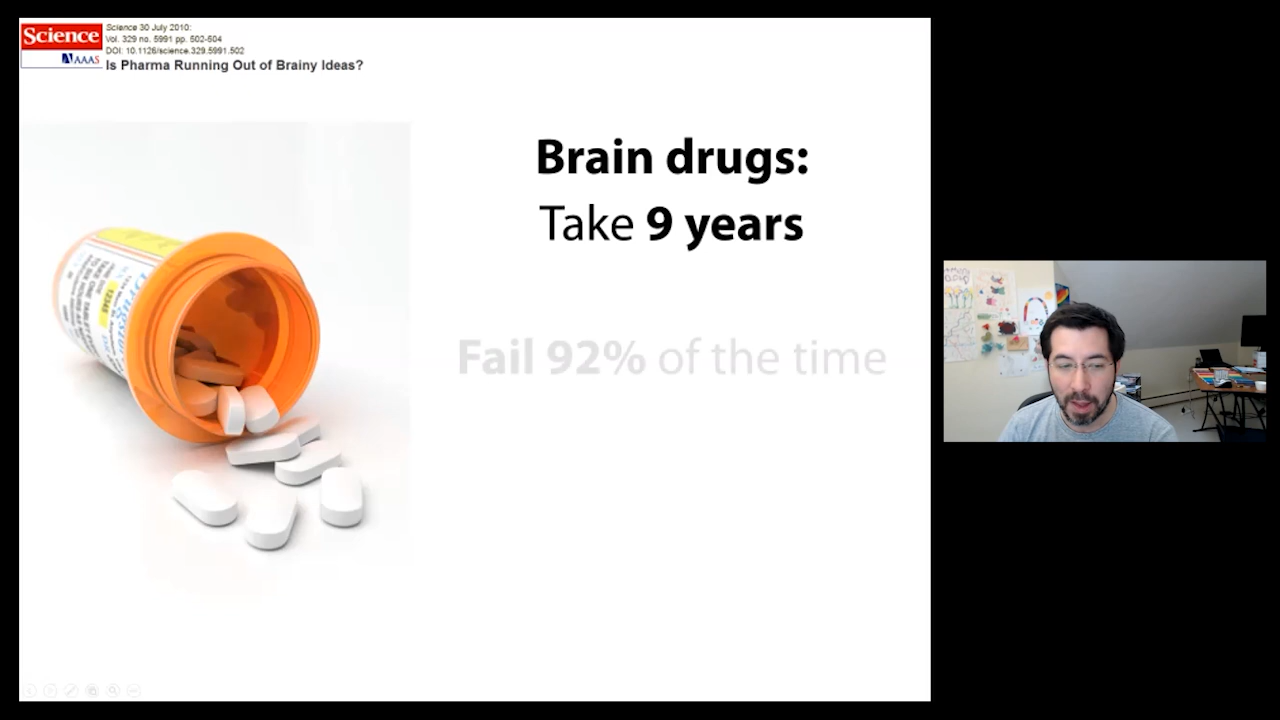 Science
AAAS
Science 30 July 2010:
Vol. 329 no. 5991 pp. 502-504
DOI: 10.1126/science.329.5991.502
Is Pharma Running Out of Brainy Ideas?
Brain drugs:
Take 9 years
Fail 92% of the time
12345